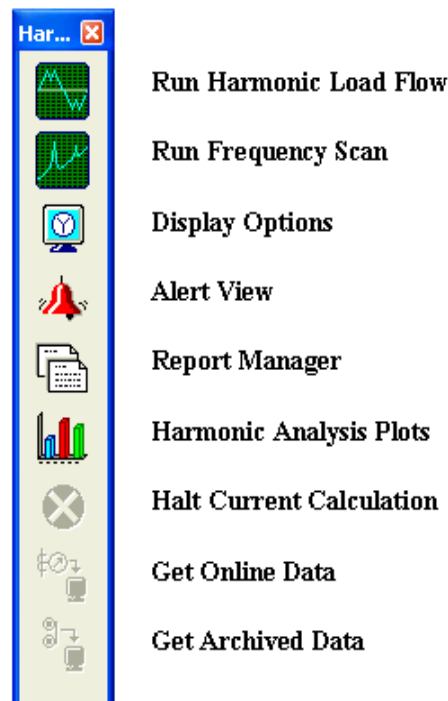 Har...
Run Harmonic Load Flow
Run Frequency Scan
Display Options
Alert View
Report Manager
Harmonic Analysis Plots
Halt Current Calculation
Get Online Data
Get Archived Data